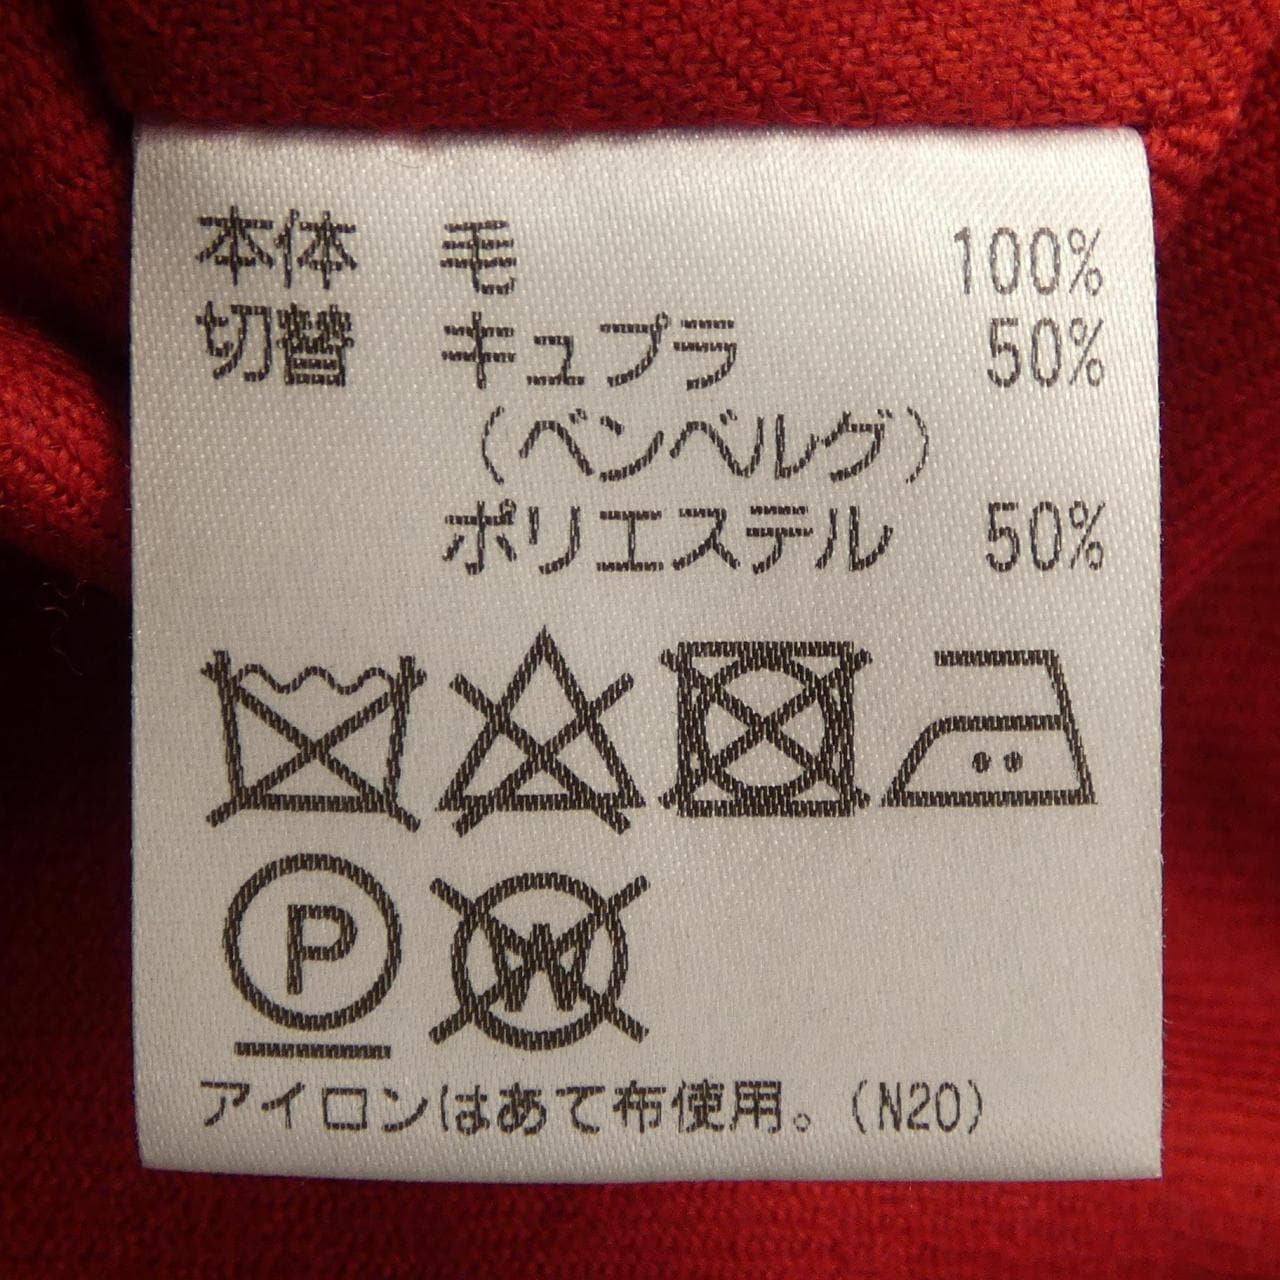 本体 毛 100%
切替 キュプラ 50%
(ベンベルグ)
ポリエステル 50%
P
W
アイロンはあて布使用。(N20)